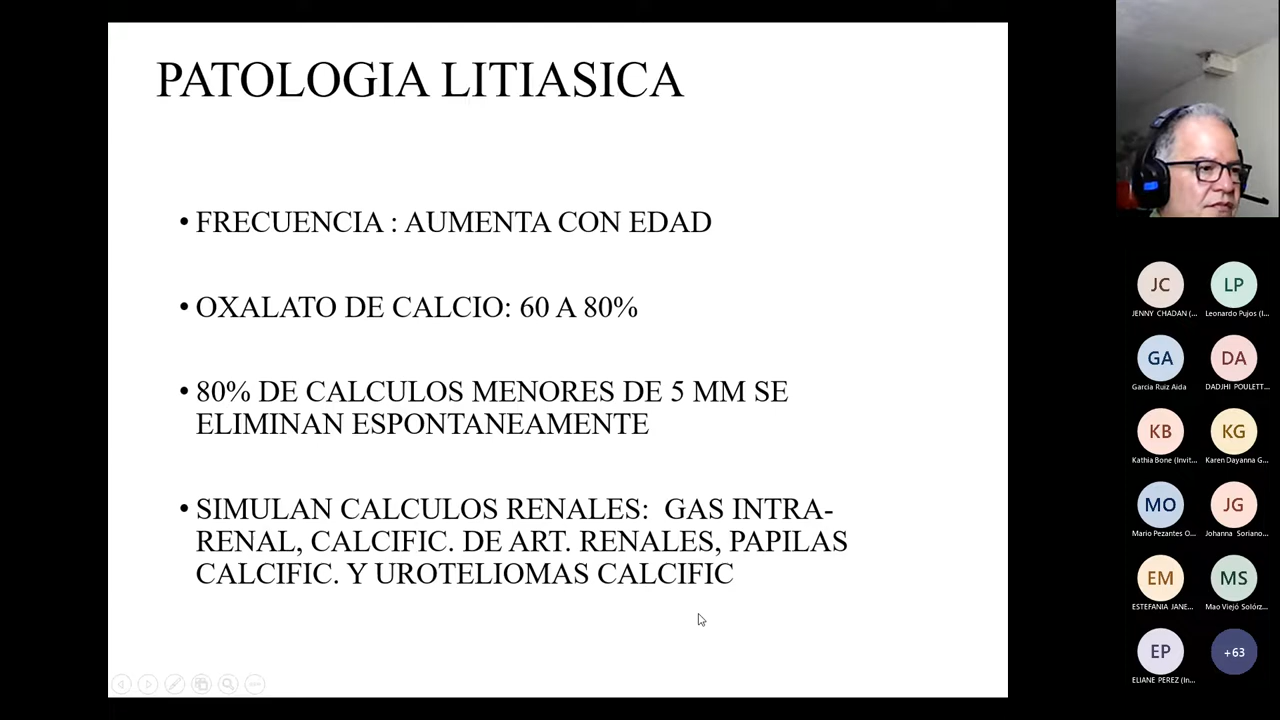 PATOLOGIA LITIASICA
• FRECUENCIA : AUMENTA CON EDAD
• OXALATO DE CALCIO: 60 A 80%
• 80% DE CALCULOS MENORES DE 5 MM SE
ELIMINAN ESPONTANEAMENTE
• SIMULAN CALCULOS RENALES: GAS INTRA-
RENAL, CALCIFIC. DE ART. RENALES, PAPILAS
CALCIFIC. Y UROTELIOMAS CALCIFIC
JC LP
JENNY CHADAN (... Leonardo Pujos (I...
GA DA
Garcia Ruiz Aida DADJHI POULETT...
KB KG
Kathia Bone (Invit... Karen Dayanna G...
MO JG
Mario Pezantes O... Johanna Soriano...
EM MS
ESTEFANIA JANE... Mao Viejó Solórz...
EP +63
ELIANE PEREZ (In...